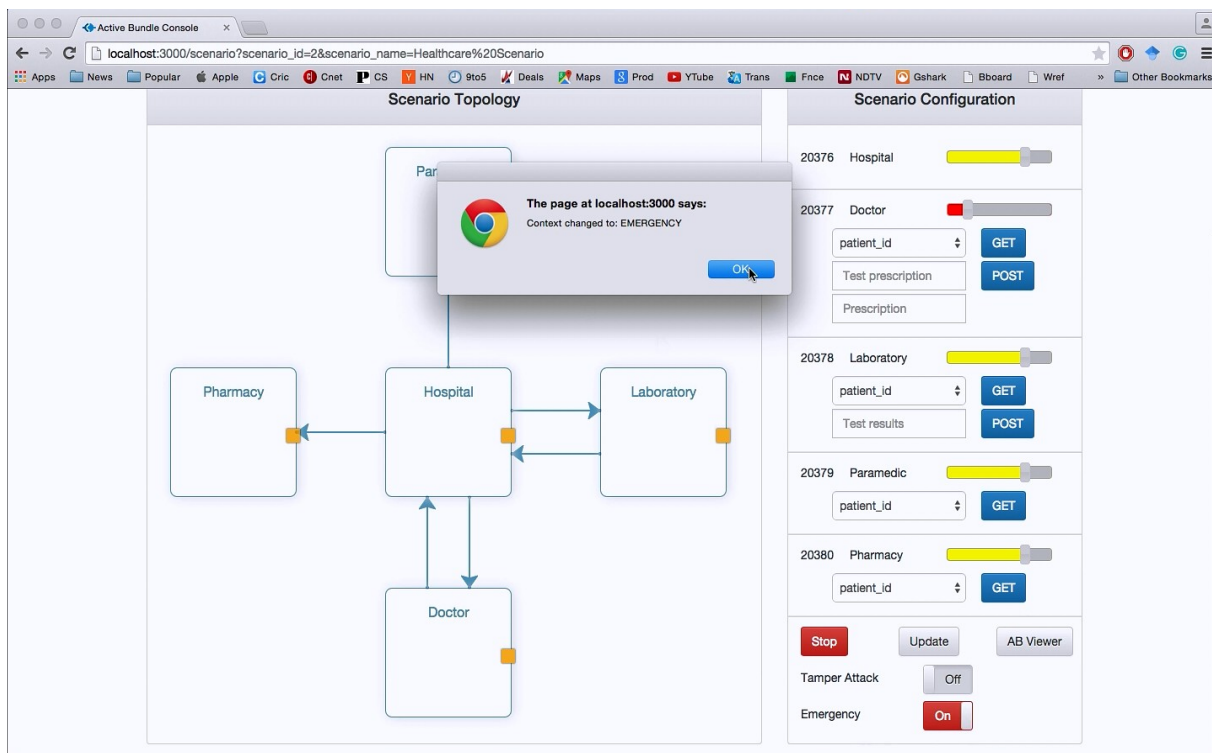 Active Bundle Console
localhost:3000/scenario?scenario_id=2&scenario_name=Healthcare%20Scenario
Apps News Popular Apple Cric Cnet CS HN 9to5 Deals Maps Prod YTube Trans Fnce NDTV Gshark Bboard Wref » Other Bookmarks
Scenario Topology
Par
The page at localhost:3000 says:
Context changed to: EMERGENCY
OK
Pharmacy
Hospital
Laboratory
Doctor
Scenario Configuration
20376 Hospital
20377 Doctor
patient_id GET
Test prescription POST
Prescription
20378 Laboratory
patient_id GET
Test results POST
20379 Paramedic
patient_id GET
20380 Pharmacy
patient_id GET
Stop Update AB Viewer
Tamper Attack Off
Emergency On